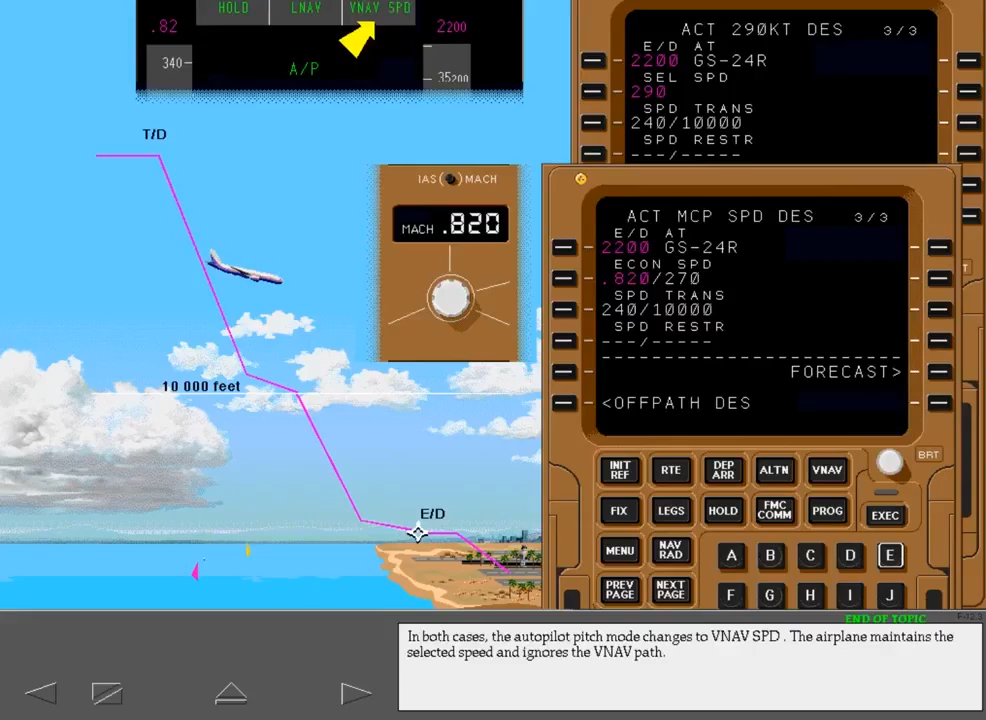 HOLD LNAV VNAV SPD
.82 2200
340 A/P 35200
T/D
10 000 feet
E/D
IAS MACH
MACH .820
ACT 290KT DES 3/3
E/D AT
2200 GS-24R
SEL SPD
290
SPD TRANS
240/10000
SPD RESTR
---/-----
ACT MCP SPD DES 3/3
E/D AT
2200 GS-24R
ECON SPD
.820/270
SPD TRANS
240/10000
SPD RESTR
---/-----
FORECAST>
<OFFPATH DES
BRT
INIT REF RTE DEP ARR ALTN VNAV
FIX LEGS HOLD FMC COMM PROG EXEC
MENU NAV RAD A B C D E
PREV PAGE NEXT PAGE F G H I J
END OF TOPIC
In both cases, the autopilot pitch mode changes to VNAV SPD . The airplane maintains the
selected speed and ignores the VNAV path.